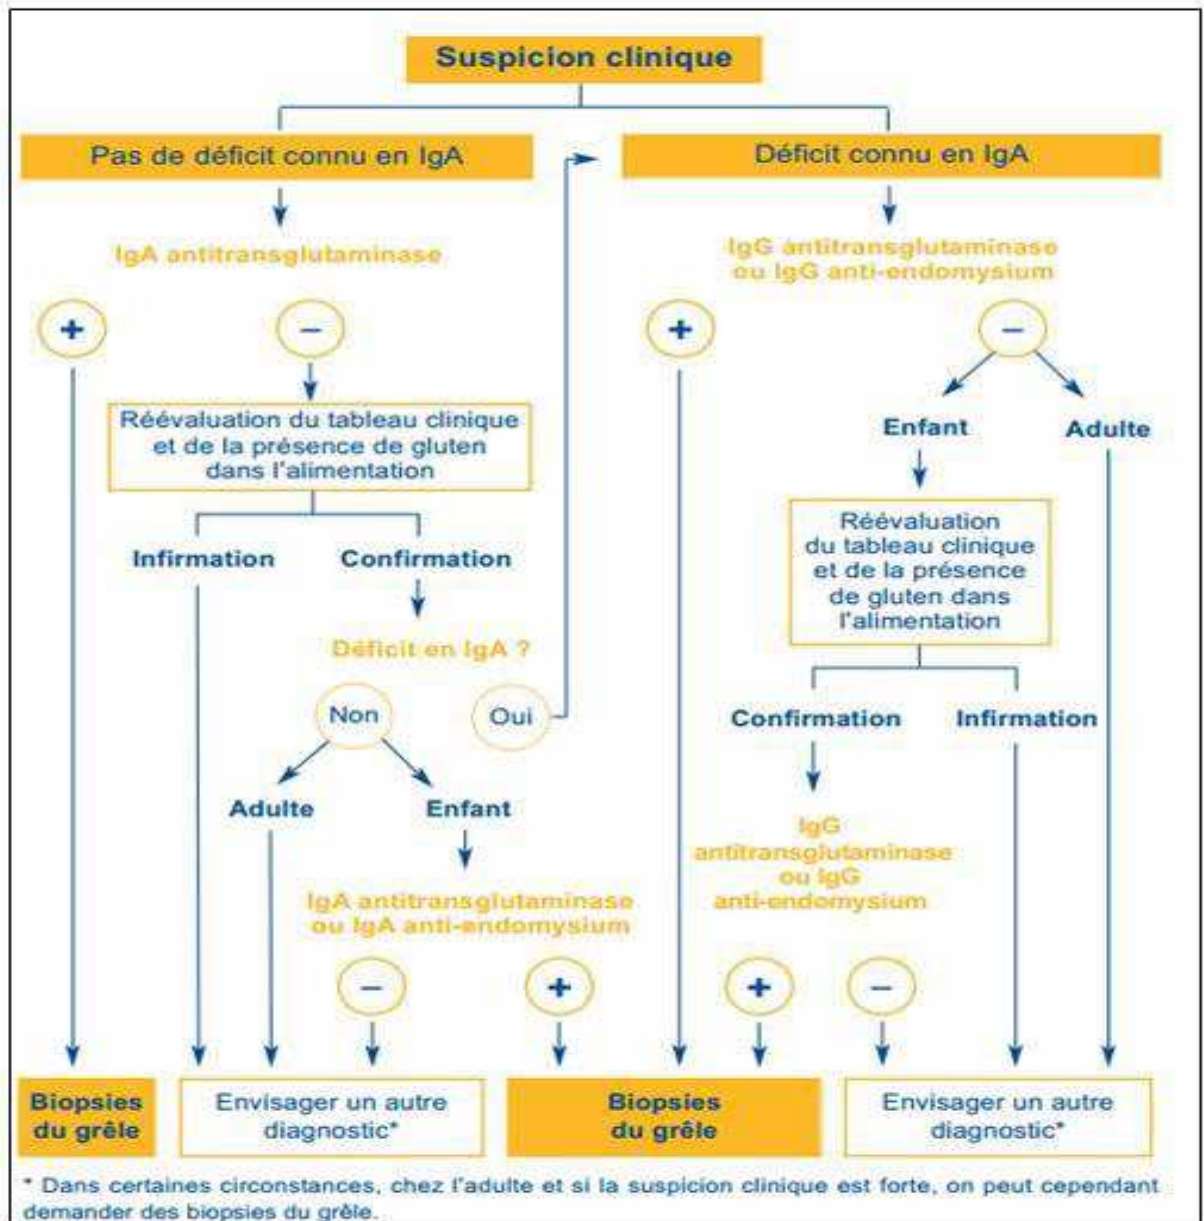 Suspicion clinique
Pas de déficit connu en IgA
Déficit connu en IgA
IgA antitransglutaminase
IgG antitransglutaminase
ou IgG anti-endomysium
+
−
+
−
Réévaluation du tableau clinique
et de la présence de gluten
dans l'alimentation
Enfant
Adulte
Réévaluation
du tableau clinique
et de la présence
de gluten dans
l'alimentation
Infirmation
Confirmation
Déficit en IgA ?
Non
Oui
Confirmation
Infirmation
Adulte
Enfant
IgG
antitransglutaminase
ou IgG
anti-endomysium
IgA antitransglutaminase
ou IgA anti-endomysium
−
+
+
−
Biopsies
du grêle
Envisager un autre
diagnostic*
Biopsies
du grêle
Envisager un autre
diagnostic*
* Dans certaines circonstances, chez l'adulte et si la suspicion clinique est forte, on peut cependant
demander des biopsies du grêle.